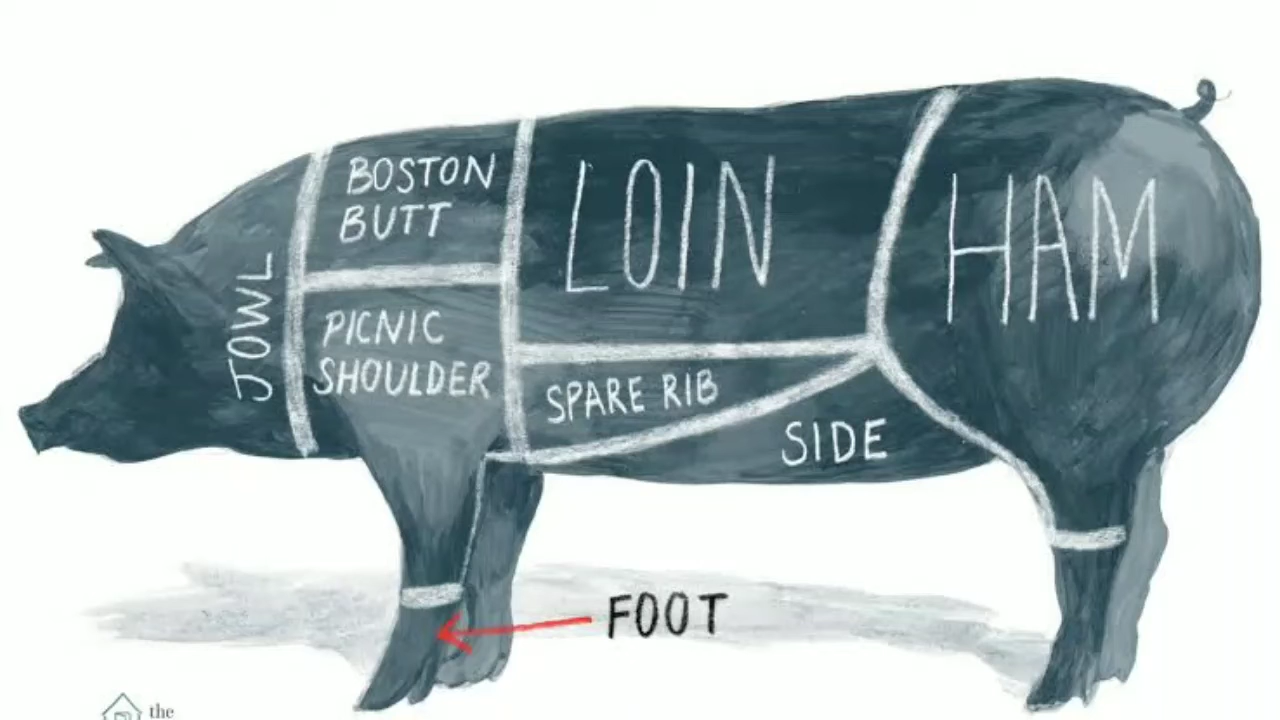 BOSTON
BUTT
LOIN
HAM
JOWL
PICNIC
SHOULDER
SPARE RIB
SIDE
FOOT
the